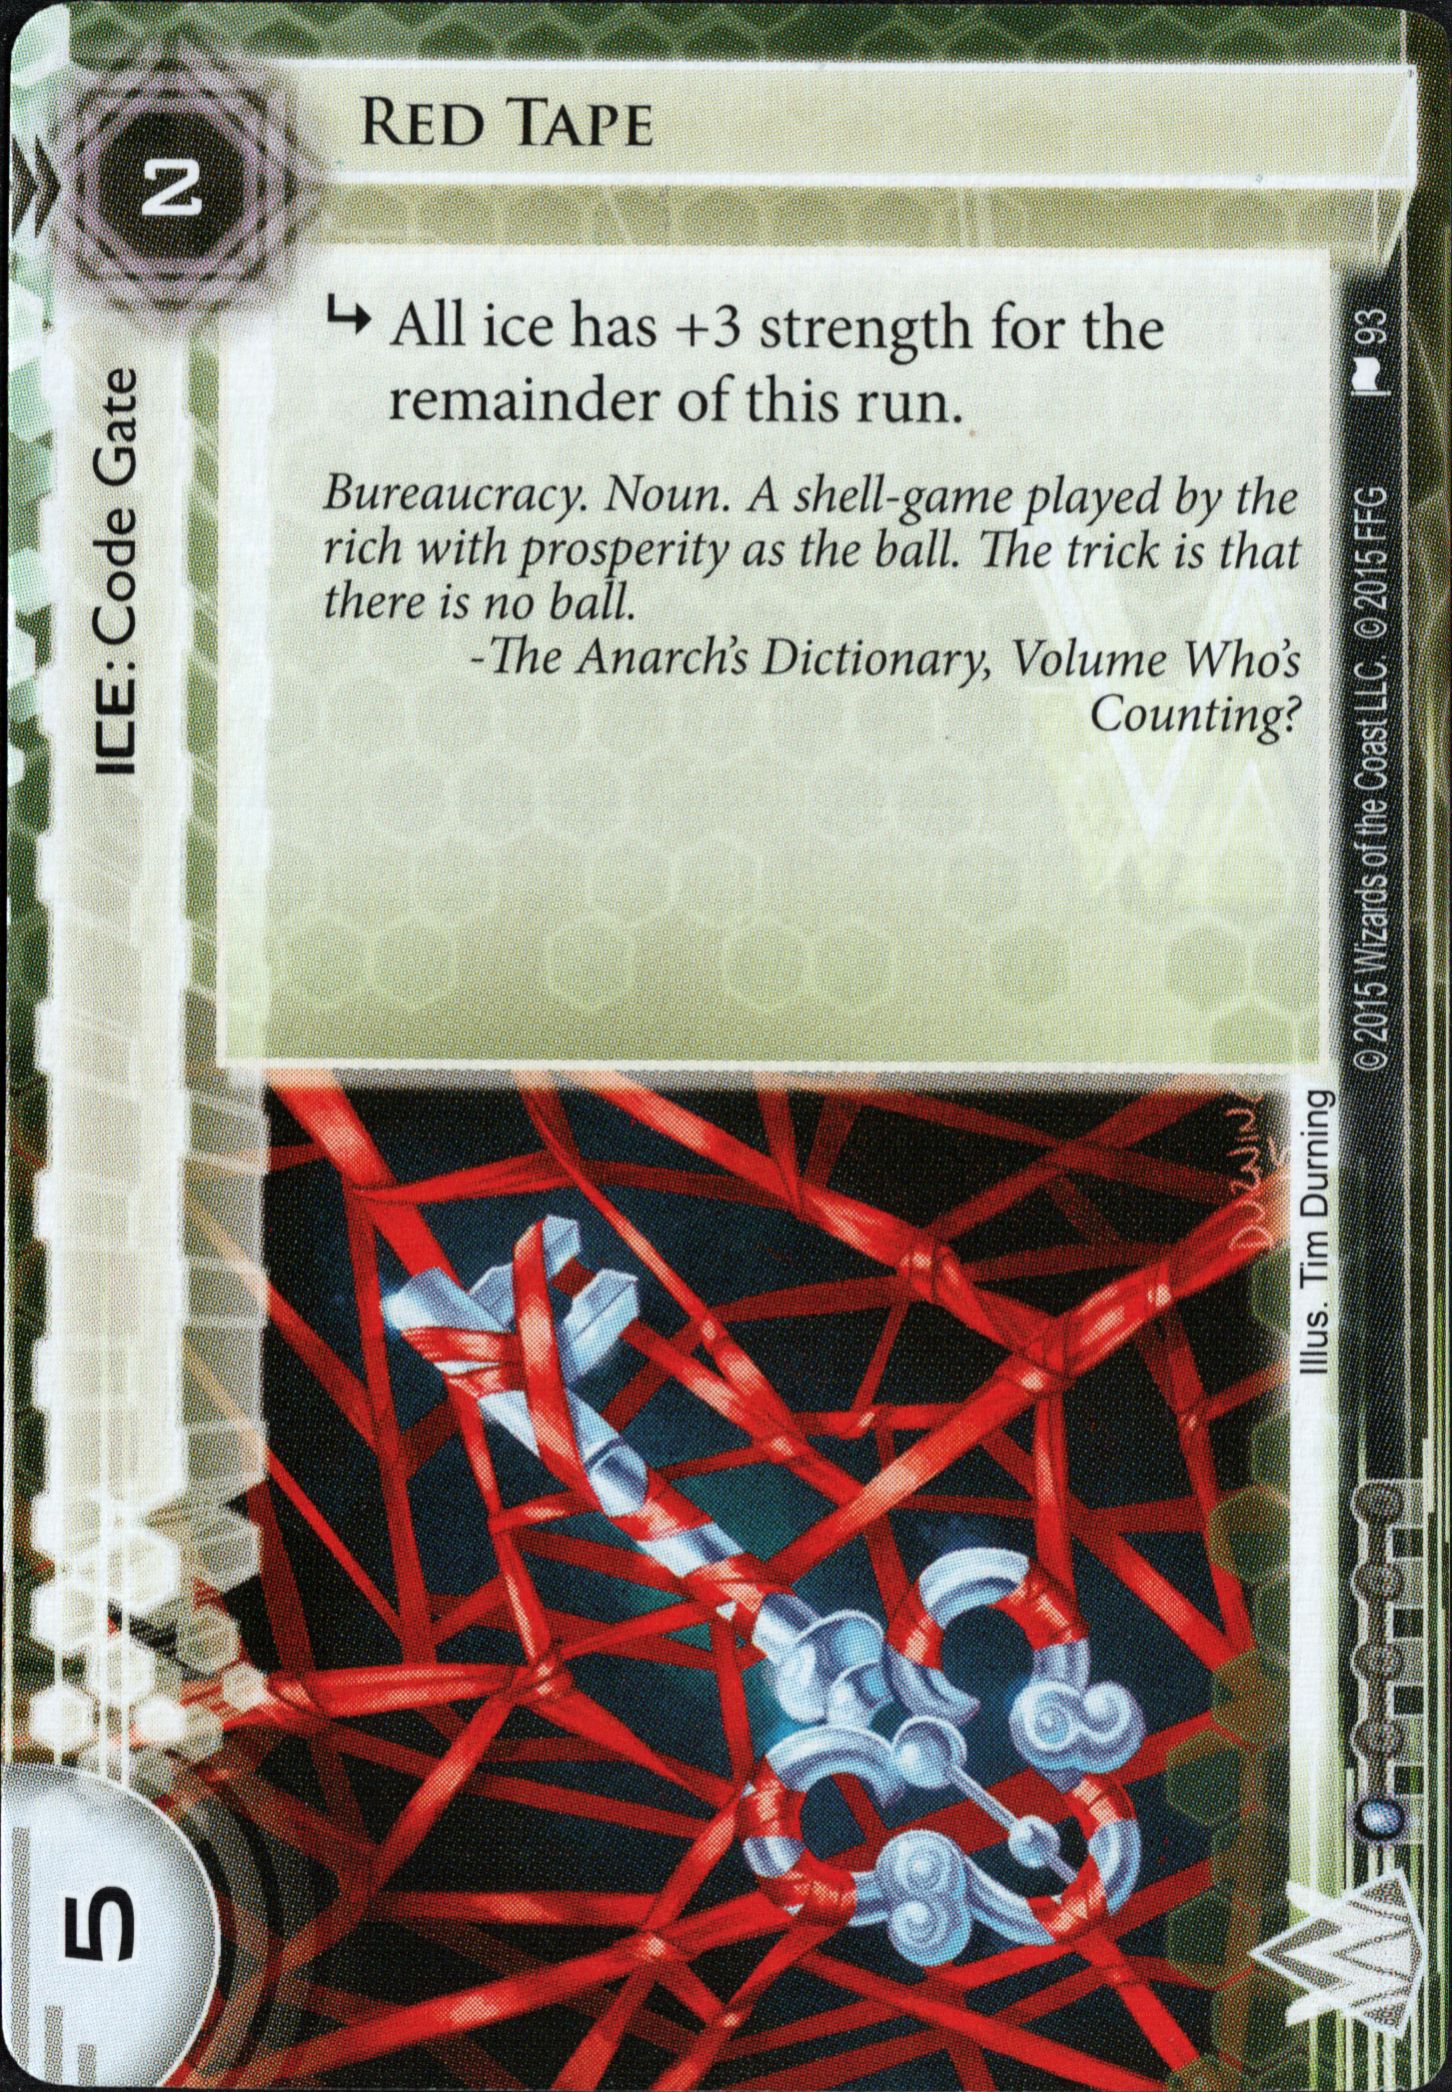 RED TAPE
2
ICE: Code Gate
All ice has +3 strength for the
remainder of this run.
Bureaucracy. Noun. A shell-game played by the
rich with prosperity as the ball. The trick is that
there is no ball.
-The Anarch's Dictionary, Volume Who's
Counting?
93
© 2015 Wizards of the Coast LLC. © 2015 FFG
Illus. Tim Durning
5